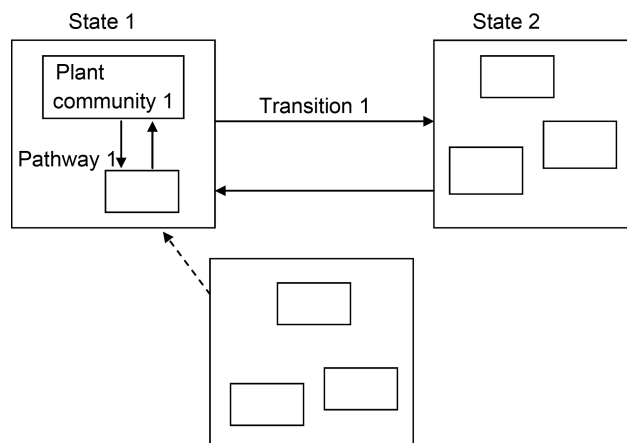 State 1
State 2
Plant
community 1
Transition 1
Pathway 1